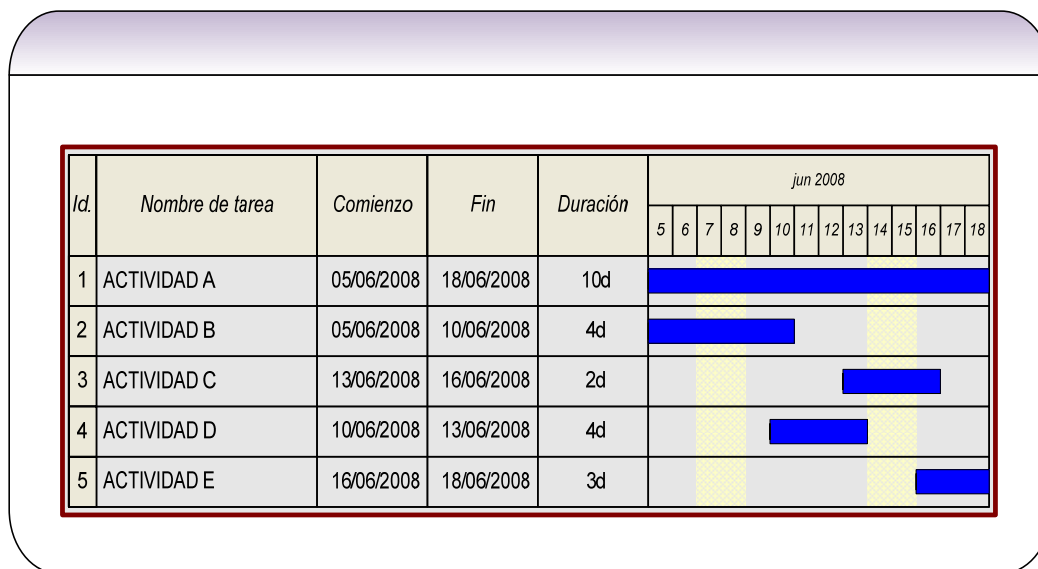 Id. Nombre de tarea Comienzo Fin Duración jun 2008
5 6 7 8 9 10 11 12 13 14 15 16 17 18
1 ACTIVIDAD A 05/06/2008 18/06/2008 10d
2 ACTIVIDAD B 05/06/2008 10/06/2008 4d
3 ACTIVIDAD C 13/06/2008 16/06/2008 2d
4 ACTIVIDAD D 10/06/2008 13/06/2008 4d
5 ACTIVIDAD E 16/06/2008 18/06/2008 3d